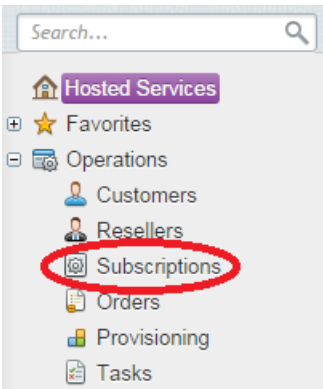 Search...
Hosted Services
Favorites
Operations
Customers
Resellers
Subscriptions
Orders
Provisioning
Tasks